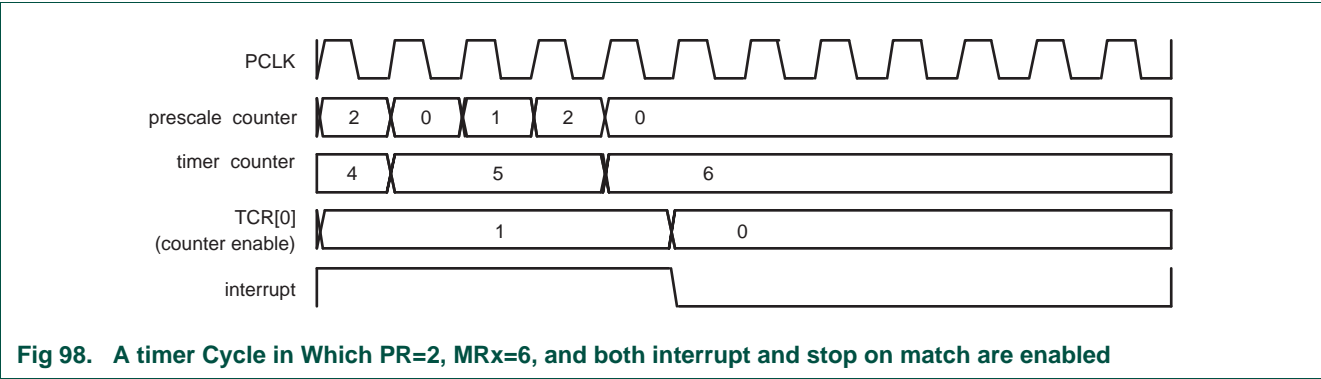 PCLK
prescale counter 2 0 1 2 0
timer counter 4 5 6
TCR[0]
(counter enable) 1 0
interrupt
Fig 98. A timer Cycle in Which PR=2, MRx=6, and both interrupt and stop on match are enabled